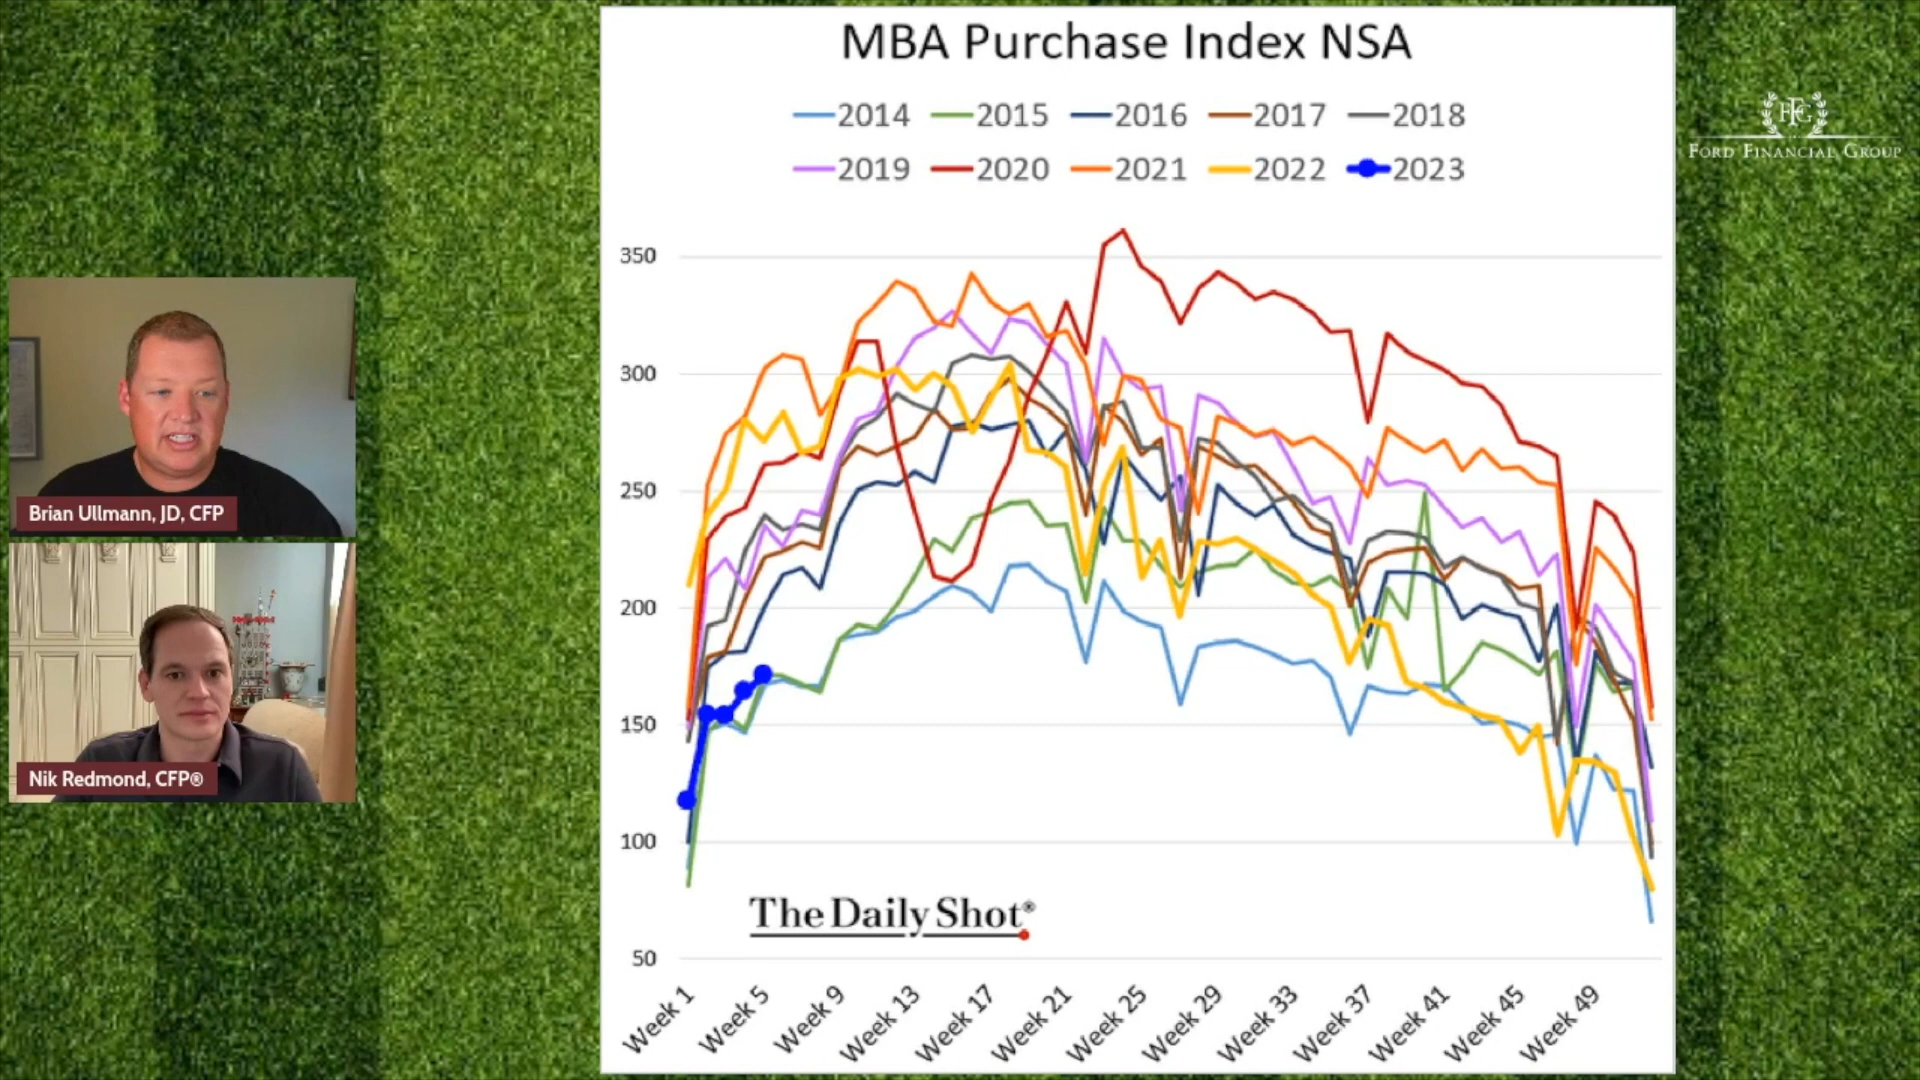 MBA Purchase Index NSA
2014 2015 2016 2017 2018
2019 2020 2021 2022 2023
FFG
FORD FINANCIAL GROUP
350
300
250
200
150
100
50
Brian Ullmann, JD, CFP
Nik Redmond, CFP®
The Daily Shot®
Week 1 Week 5 Week 9 Week 13 Week 17 Week 21 Week 25 Week 29 Week 33 Week 37 Week 41 Week 45 Week 49